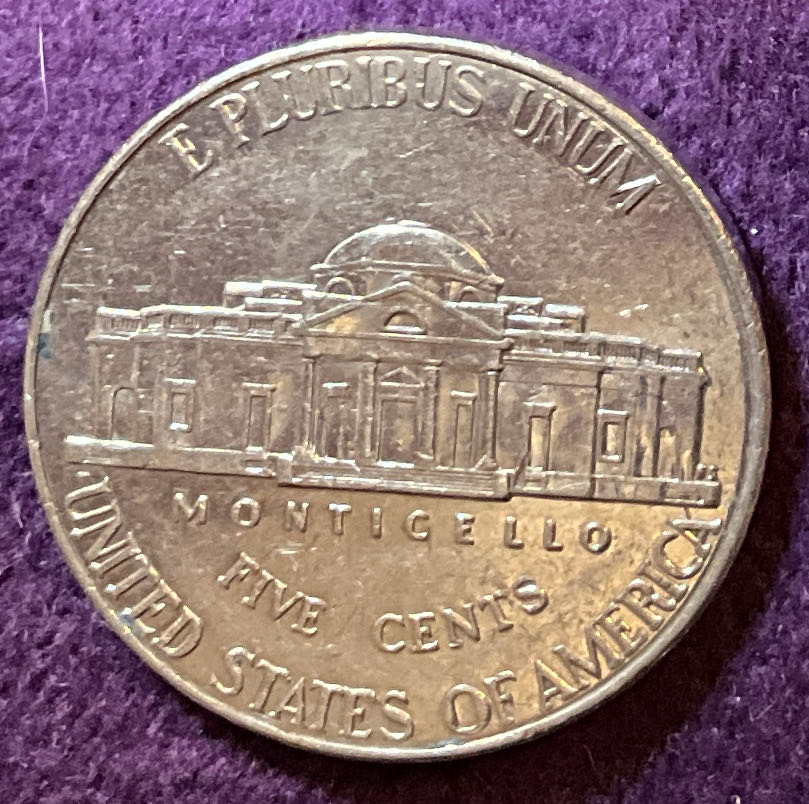 E PLURIBUS UNUM
MONTICELLO
FIVE CENTS
UNITED STATES OF AMERICA